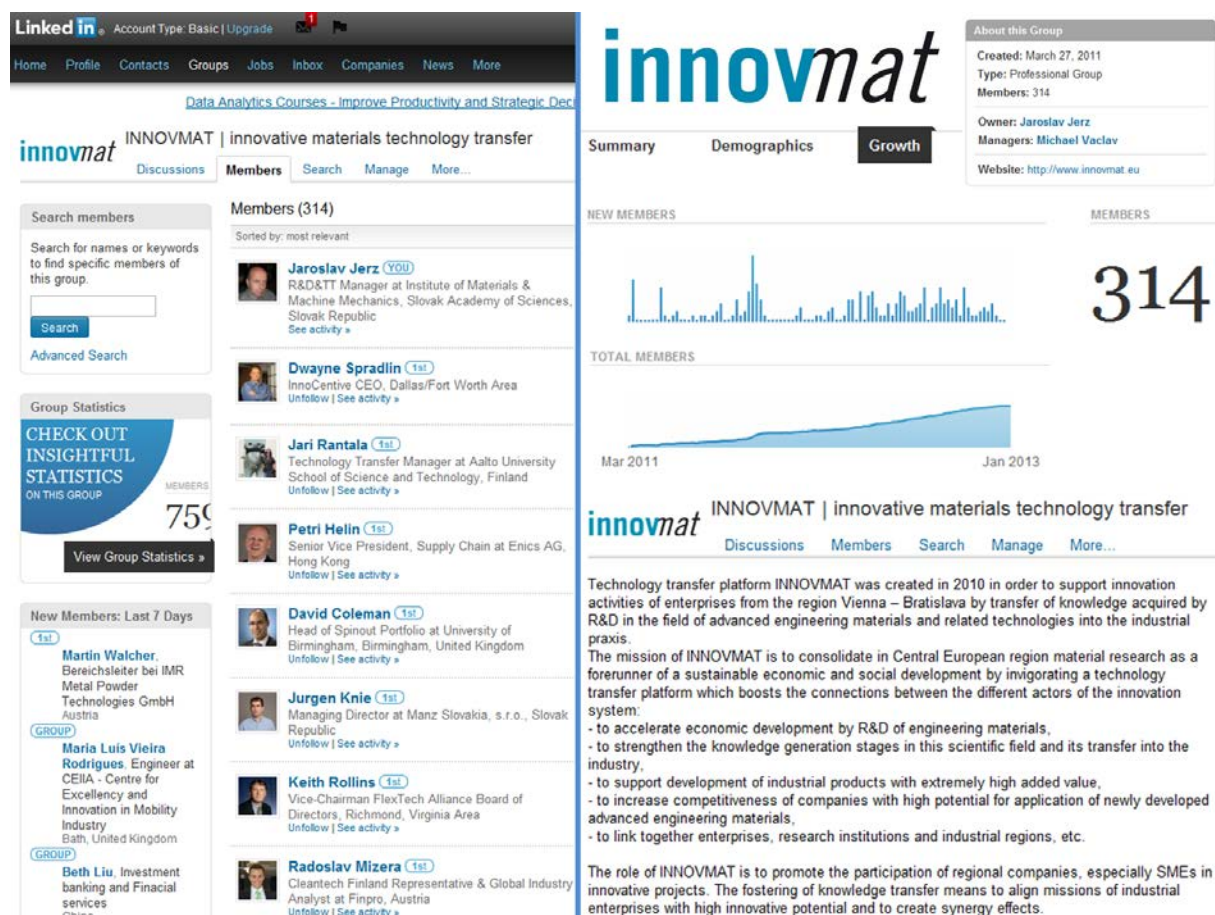 Linked in® Account Type: Basic | Upgrade 1
Home Profile Contacts Groups Jobs Inbox Companies News More
Data Analytics Courses - Improve Productivity and Strategic Deci
innovmat INNOVMAT | innovative materials technology transfer
Discussions Members Search Manage More...
Search members
Search for names or keywords
to find specific members of
this group.
Search
Advanced Search
Group Statistics
CHECK OUT
INSIGHTFUL
STATISTICS
ON THIS GROUP
MEMBERS
759
View Group Statistics »
New Members: Last 7 Days
1st
Martin Walcher,
Bereichsleiter bei IMR
Metal Powder
Technologies GmbH
Austria
GROUP
Maria Luís Vieira
Rodrigues, Engineer at
CEIIA - Centre for
Excellency and
Innovation in Mobility
Industry
Bath, United Kingdom
GROUP
Beth Liu, Investment
banking and Finacial
services
China
Members (314)
Sorted by: most relevant
Jaroslav Jerz YOU
R&D&TT Manager at Institute of Materials &
Machine Mechanics, Slovak Academy of Sciences,
Slovak Republic
See activity »
Dwayne Spradlin 1st
InnoCentive CEO, Dallas/Fort Worth Area
Unfollow | See activity »
Jari Rantala 1st
Technology Transfer Manager at Aalto University
School of Science and Technology, Finland
Unfollow | See activity »
Petri Helin 1st
Senior Vice President, Supply Chain at Enics AG,
Hong Kong
Unfollow | See activity »
David Coleman 1st
Head of Spinout Portfolio at University of
Birmingham, Birmingham, United Kingdom
Unfollow | See activity »
Jurgen Knie 1st
Managing Director at Manz Slovakia, s.r.o., Slovak
Republic
Unfollow | See activity »
Keith Rollins 1st
Vice-Chairman FlexTech Alliance Board of
Directors, Richmond, Virginia Area
Unfollow | See activity »
Radoslav Mizera 1st
Cleantech Finland Representative & Global Industry
Analyst at Finpro, Austria
Unfollow | See activity »
innovmat
About this Group
Created: March 27, 2011
Type: Professional Group
Members: 314
Owner: Jaroslav Jerz
Managers: Michael Vaclav
Website: http://www.innovmat.eu
Summary Demographics Growth
NEW MEMBERS
MEMBERS
314
TOTAL MEMBERS
Mar 2011 Jan 2013
innovmat INNOVMAT | innovative materials technology transfer
Discussions Members Search Manage More...
Technology transfer platform INNOVMAT was created in 2010 in order to support innovation
activities of enterprises from the region Vienna – Bratislava by transfer of knowledge acquired by
R&D in the field of advanced engineering materials and related technologies into the industrial
praxis.
The mission of INNOVMAT is to consolidate in Central European region material research as a
forerunner of a sustainable economic and social development by invigorating a technology
transfer platform which boosts the connections between the different actors of the innovation
system:
- to accelerate economic development by R&D of engineering materials,
- to strengthen the knowledge generation stages in this scientific field and its transfer into the
industry,
- to support development of industrial products with extremely high added value,
- to increase competitiveness of companies with high potential for application of newly developed
advanced engineering materials,
- to link together enterprises, research institutions and industrial regions, etc.
The role of INNOVMAT is to promote the participation of regional companies, especially SMEs in
innovative projects. The fostering of knowledge transfer means to align missions of industrial
enterprises with high innovative potential and to create synergy effects.